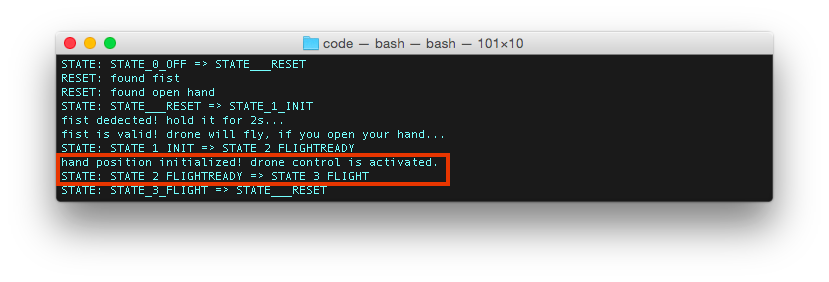 code — bash — bash — 101×10
STATE: STATE_0_OFF => STATE___RESET
RESET: found fist
RESET: found open hand
STATE: STATE___RESET => STATE_1_INIT
fist dedected! hold it for 2s...
fist is valid! drone will fly, if you open your hand...
STATE: STATE_1_INIT => STATE_2_FLIGHTREADY
hand position initialized! drone control is activated.
STATE: STATE_2_FLIGHTREADY => STATE_3_FLIGHT
STATE: STATE_3_FLIGHT => STATE___RESET